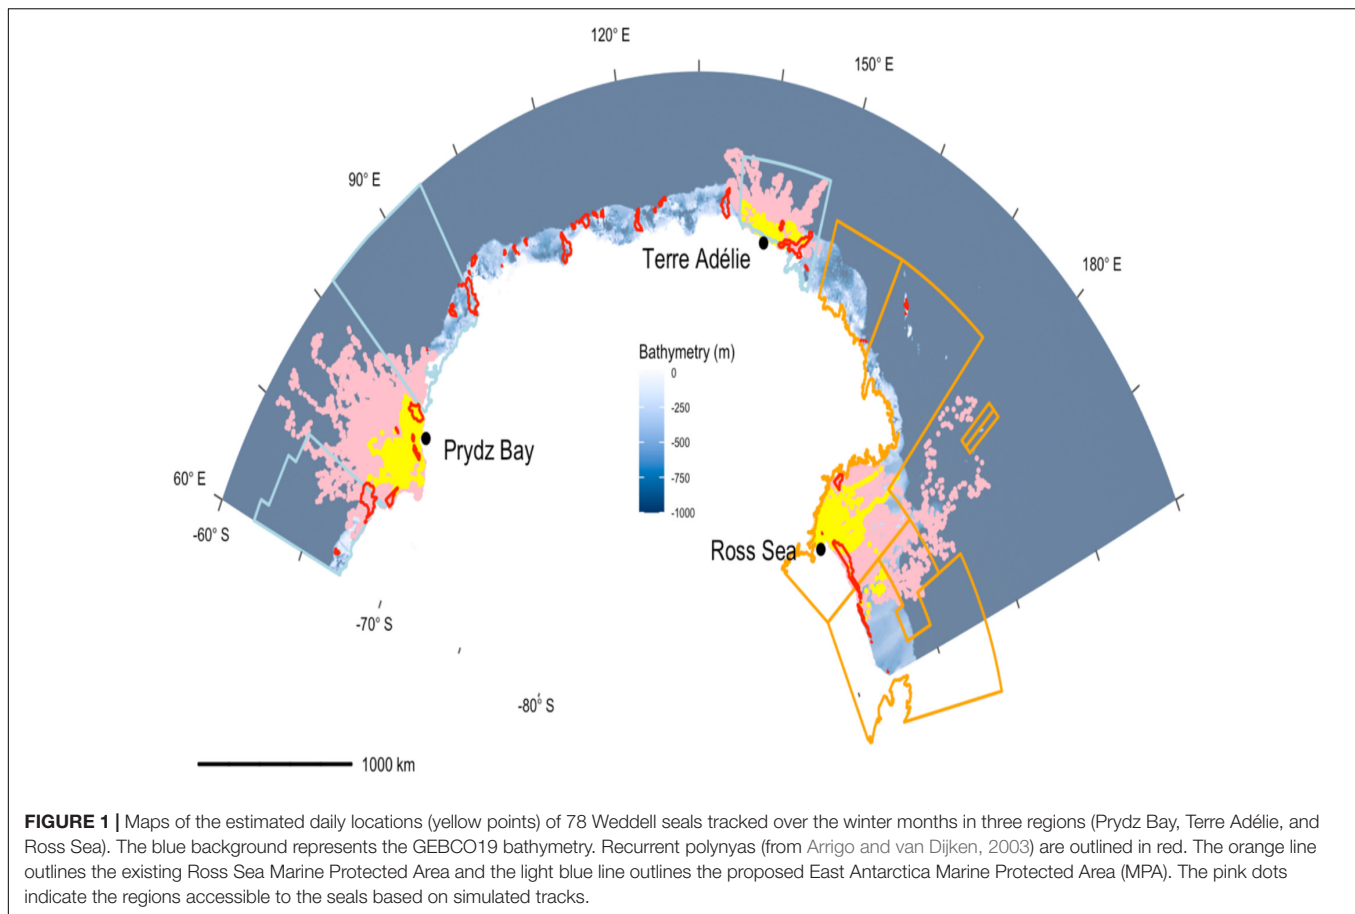 120° E
150° E
90° E
180° E
Terre Adélie
Bathymetry (m)
0
-250
-500
-750
-1000
Prydz Bay
60° E
-60° S
Ross Sea
-70° S
-80° S
1000 km
FIGURE 1 | Maps of the estimated daily locations (yellow points) of 78 Weddell seals tracked over the winter months in three regions (Prydz Bay, Terre Adélie, and
Ross Sea). The blue background represents the GEBCO19 bathymetry. Recurrent polynyas (from Arrigo and van Dijken, 2003) are outlined in red. The orange line
outlines the existing Ross Sea Marine Protected Area and the light blue line outlines the proposed East Antarctica Marine Protected Area (MPA). The pink dots
indicate the regions accessible to the seals based on simulated tracks.